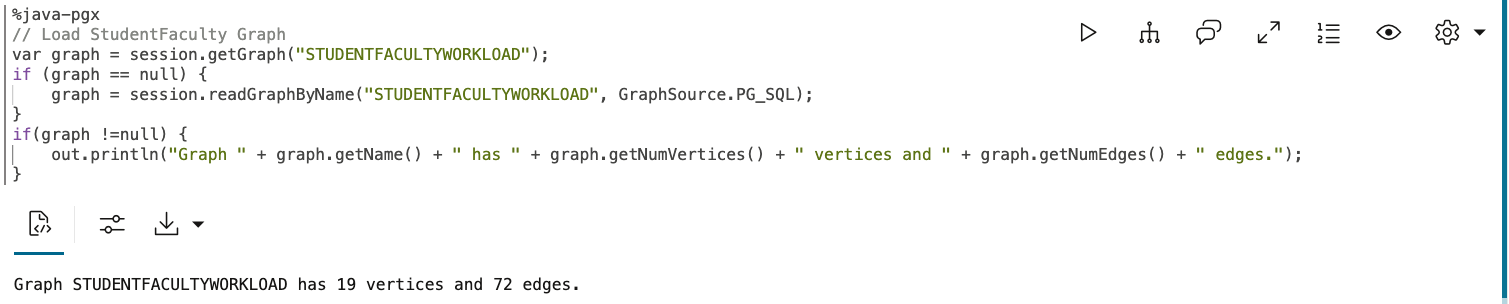 %java-pgx
// Load StudentFaculty Graph
var graph = session.getGraph("STUDENTFACULTYWORKLOAD");
if (graph == null) {
    graph = session.readGraphByName("STUDENTFACULTYWORKLOAD", GraphSource.PG_SQL);
}
if(graph !=null) {
    out.println("Graph " + graph.getName() + " has " + graph.getNumVertices() + " vertices and " + graph.getNumEdges() + " edges.");
}
Graph STUDENTFACULTYWORKLOAD has 19 vertices and 72 edges.